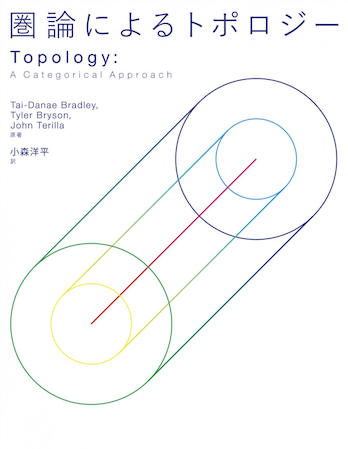 圏論によるトポロジー
Topology:
A Categorical Approach
Tai-Danae Bradley,
Tyler Bryson,
John Terilla
原著
小森洋平
訳